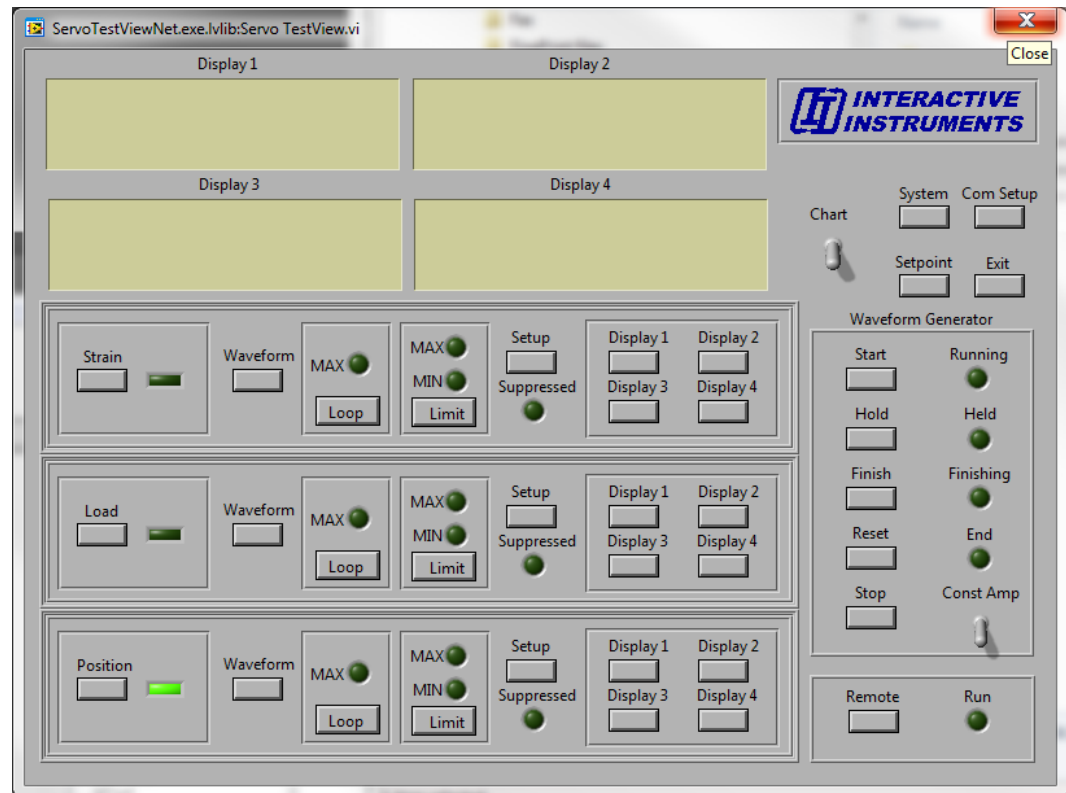 ServoTestViewNet.exe.lvlib:Servo TestView.vi
Close
Display 1 Display 2
INTERACTIVE
INSTRUMENTS
Display 3 Display 4
Chart
System Com Setup
Setpoint Exit
Strain Waveform MAX Loop
MAX
MIN
Limit
Setup
Suppressed
Display 1 Display 2
Display 3 Display 4
Load Waveform MAX Loop
MAX
MIN
Limit
Setup
Suppressed
Display 1 Display 2
Display 3 Display 4
Position Waveform MAX Loop
MAX
MIN
Limit
Setup
Suppressed
Display 1 Display 2
Display 3 Display 4
Waveform Generator
Start Running
Hold Held
Finish Finishing
Reset End
Stop Const Amp
Remote Run